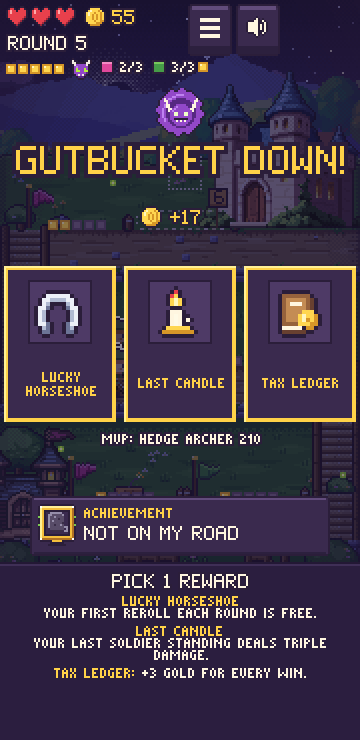 55
ROUND 5
2/3 3/3
GUTBUCKET DOWN!
+17
LUCKY HORSESHOE
LAST CANDLE
TAX LEDGER
MVP: HEDGE ARCHER 210
ACHIEVEMENT
NOT ON MY ROAD
PICK 1 REWARD
LUCKY HORSESHOE
YOUR FIRST REROLL EACH ROUND IS FREE.
LAST CANDLE
YOUR LAST SOLDIER STANDING DEALS TRIPLE
DAMAGE.
TAX LEDGER: +3 GOLD FOR EVERY WIN.